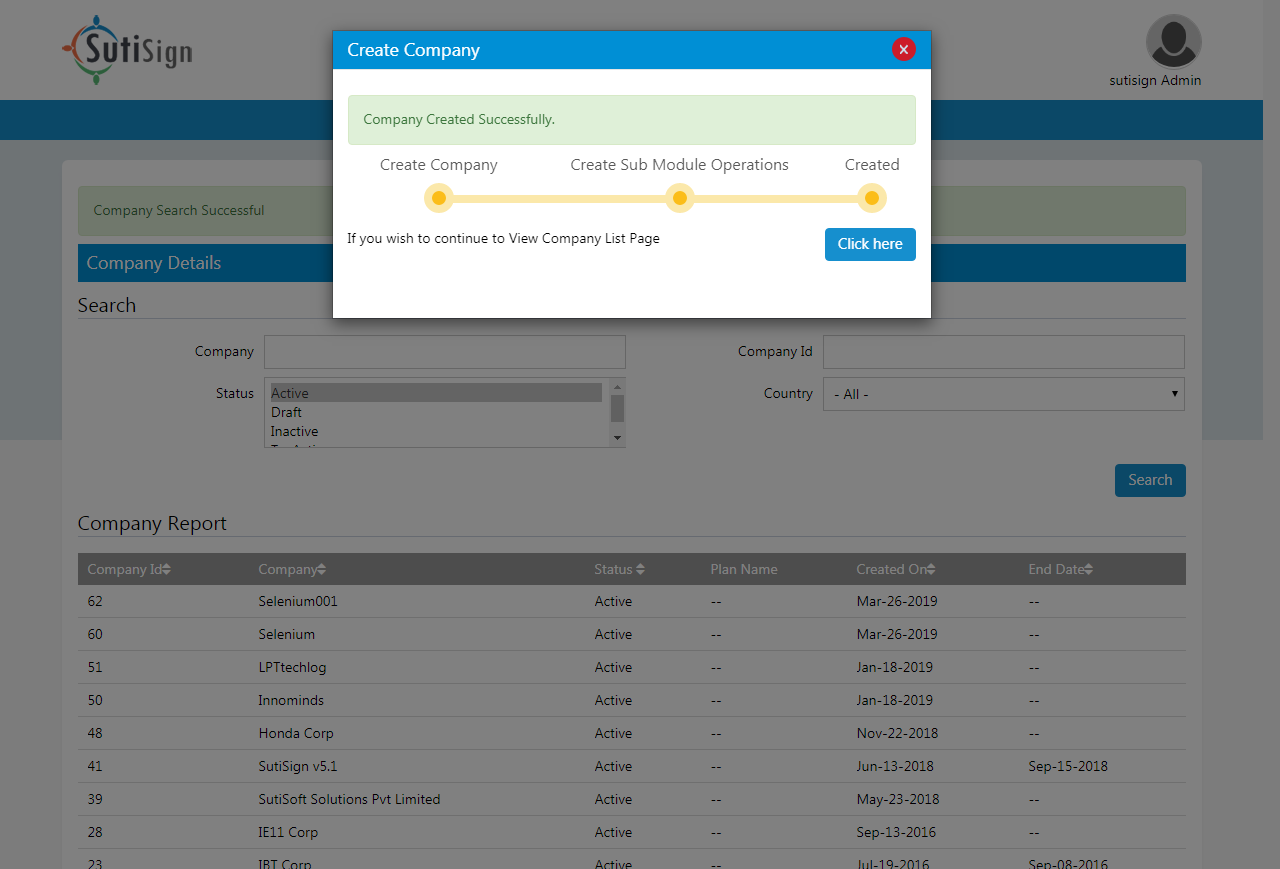 SutiSign
sutisign Admin
Create Company
Company Created Successfully.
Create Company Create Sub Module Operations Created
If you wish to continue to View Company List Page Click here
Company Search Successful
Company Details
Search
Company Company Id
Status Active Country - All -
Draft
Inactive
Search
Company Report
Company Id Company Status Plan Name Created On End Date
62 Selenium001 Active -- Mar-26-2019 --
60 Selenium Active -- Mar-26-2019 --
51 LPTtechlog Active -- Jan-18-2019 --
50 Innominds Active -- Jan-18-2019 --
48 Honda Corp Active -- Nov-22-2018 --
41 SutiSign v5.1 Active -- Jun-13-2018 Sep-15-2018
39 SutiSoft Solutions Pvt Limited Active -- May-23-2018 --
28 IE11 Corp Active -- Sep-13-2016 --
23 IBT Corp Active -- Jul-19-2016 Sep-08-2016